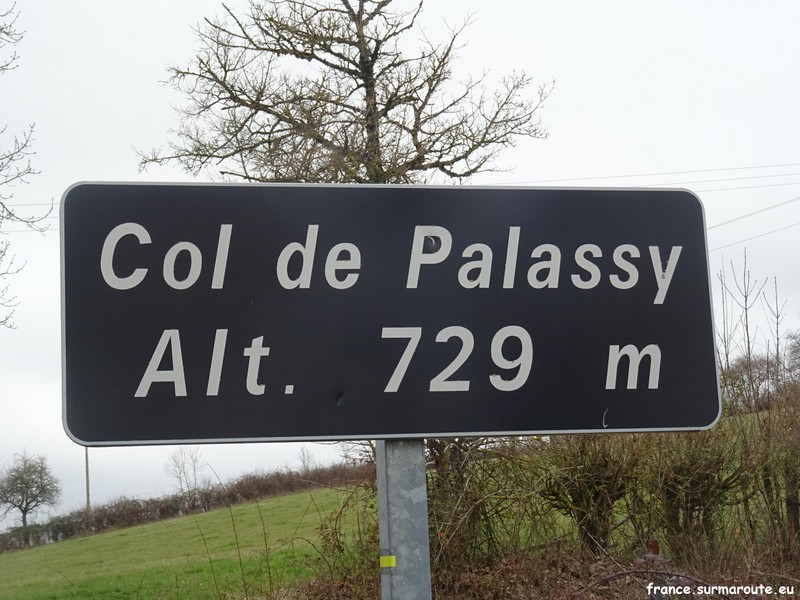 Col de Palassy
Alt. 729 m
france.surmaroute.eu